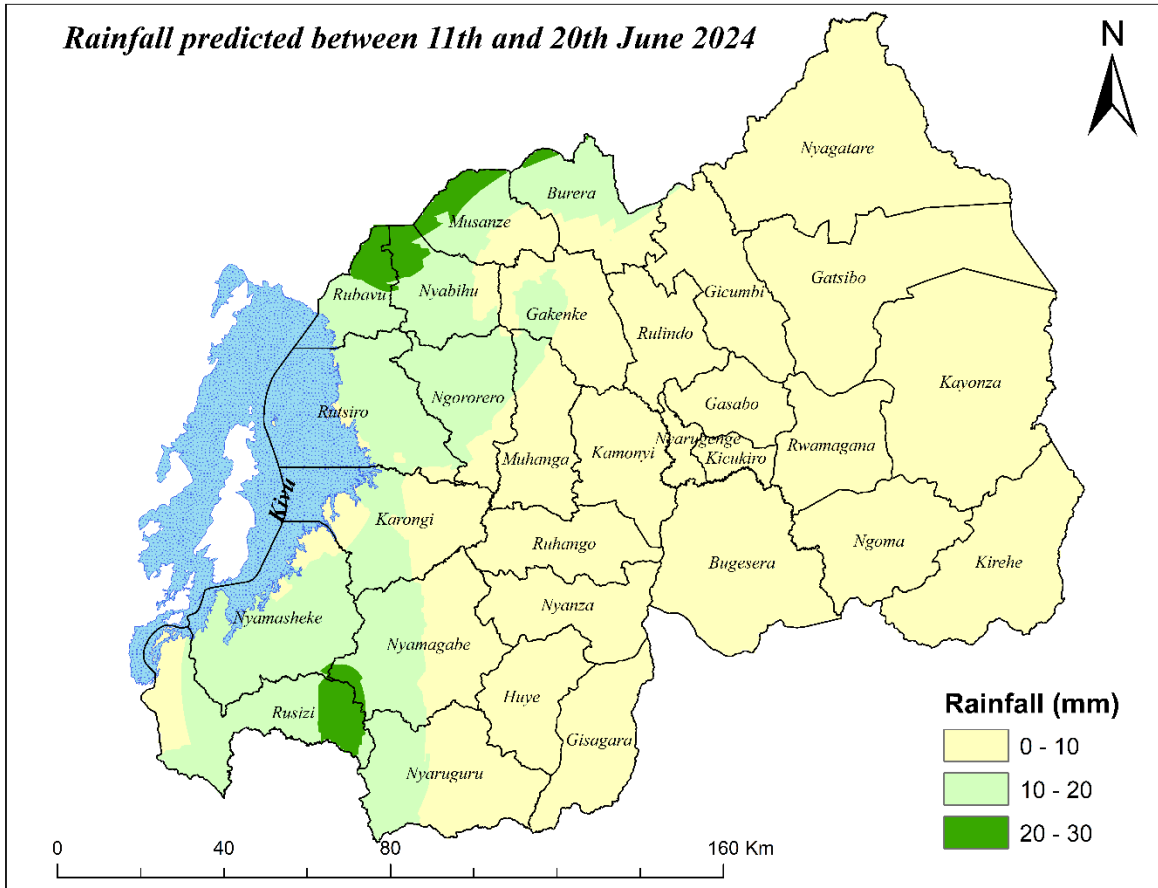 Rainfall predicted between 11th and 20th June 2024
N
Nyagatare
Burera
Musanze
Gatsibo
Rubavu
Nyabihu
Gicumbi
Gakenke
Rulindo
Kayonza
Ngororero
Gasabo
Rutsiro
Nyarugenge
Rwamagana
Kicukiro
Muhanga
Kamonyi
Kivu
Karongi
Ruhango
Ngoma
Kirehe
Bugesera
Nyanza
Nyamasheke
Nyamagabe
Huye
Rusizi
Gisagara
Nyaruguru
Rainfall (mm)
0 - 10
10 - 20
20 - 30
0 40 80 160 Km